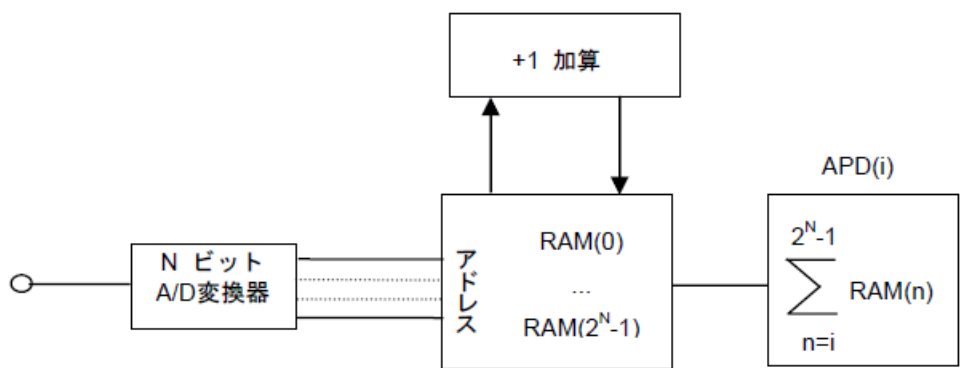 +1 加算
APD(i)
N ビット
A/D変換器
アドレス
RAM(0)
...
RAM(2^N-1)
2^N-1
∑ RAM(n)
n=i